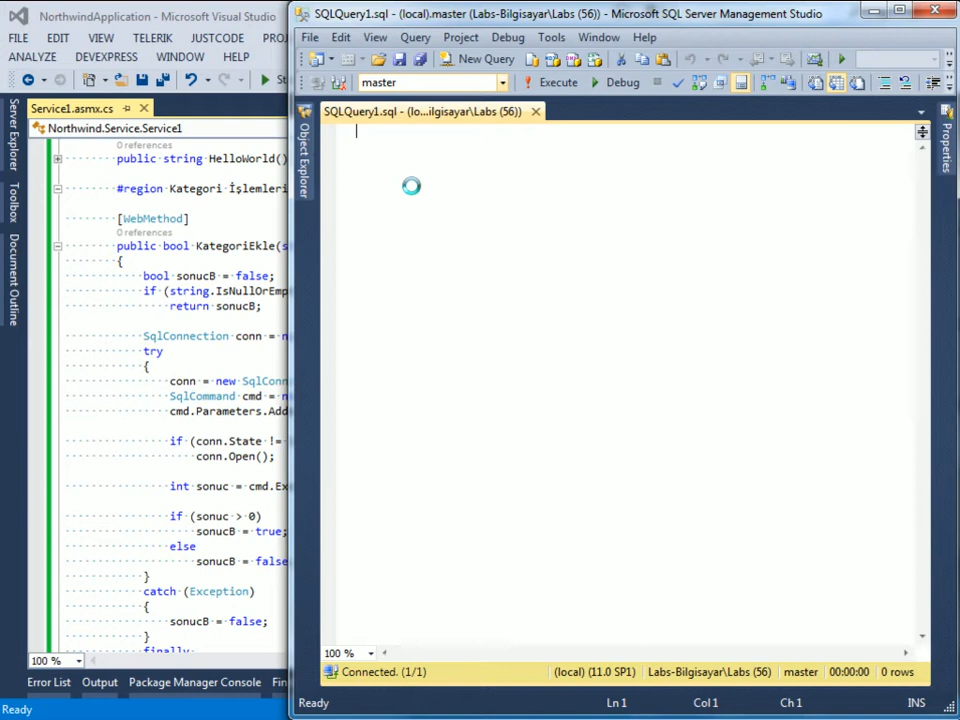 NorthwindApplication - Microsoft Visual Studio
FILE EDIT VIEW TELERIK JUSTCODE
ANALYZE DEVEXPRESS WINDOW HELP
Service1.asmx.cs
Northwind.Service.Service1
0 references
public string HelloWorld()
#region Kategori İşlemleri
[WebMethod]
0 references
public bool KategoriEkle(
{
bool sonucB = false;
if (string.IsNullOrEmp
return sonucB;
SqlConnection conn =
try
{
conn = new SqlConn
SqlCommand cmd =
cmd.Parameters.Add
if (conn.State !=
conn.Open();
int sonuc = cmd.Ex
if (sonuc > 0)
sonucB = true;
else
sonucB = false
}
catch (Exception)
{
sonucB = false;
}
finally
100 %
Error List Output Package Manager Console
Ready
Server Explorer
Toolbox
Document Outline
SQLQuery1.sql - (local).master (Labs-Bilgisayar\Labs (56)) - Microsoft SQL Server Management Studio
File Edit View Query Project Debug Tools Window Help
New Query
master Execute Debug
SQLQuery1.sql - (lo...ilgisayar\Labs (56))
Object Explorer
Properties
100 %
Connected. (1/1) (local) (11.0 SP1) Labs-Bilgisayar\Labs (56) master 00:00:00 0 rows
Ready Ln 1 Col 1 Ch 1 INS